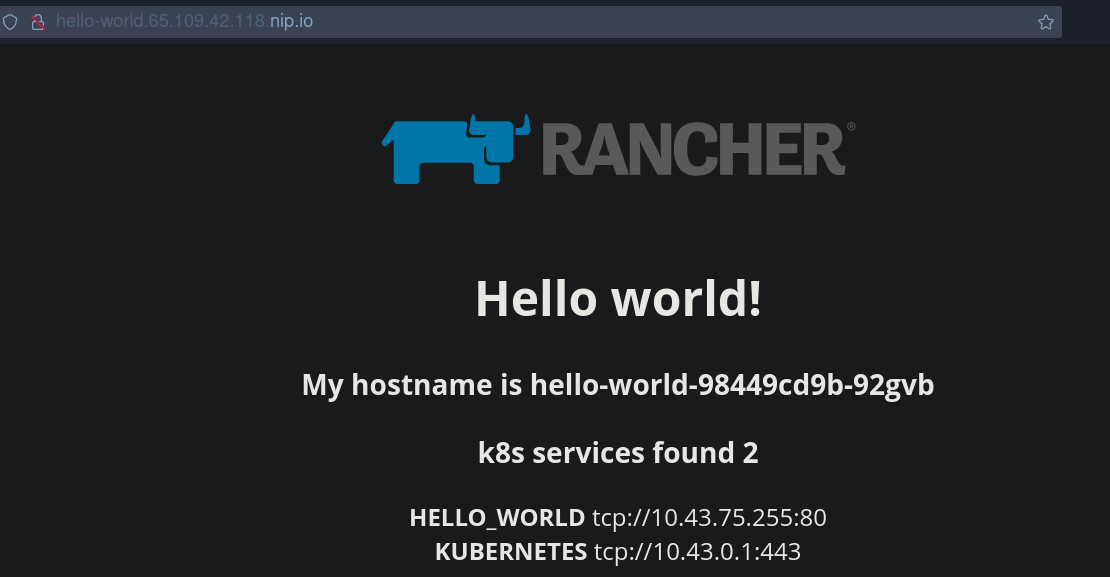 hello-world.65.109.42.118.nip.io
RANCHER®
Hello world!
My hostname is hello-world-98449cd9b-92gvb
k8s services found 2
HELLO_WORLD tcp://10.43.75.255:80
KUBERNETES tcp://10.43.0.1:443